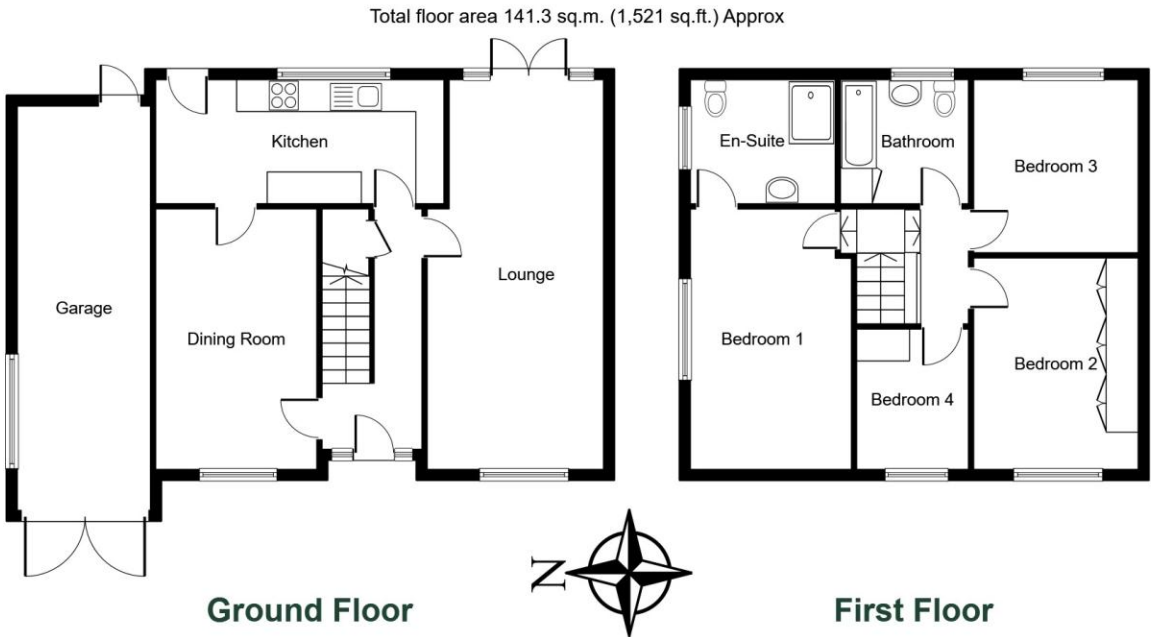 Total floor area 141.3 sq.m. (1,521 sq.ft.) Approx
Kitchen
Garage
Dining Room
Lounge
En-Suite
Bathroom
Bedroom 3
Bedroom 1
Bedroom 2
Bedroom 4
N
Ground Floor
First Floor